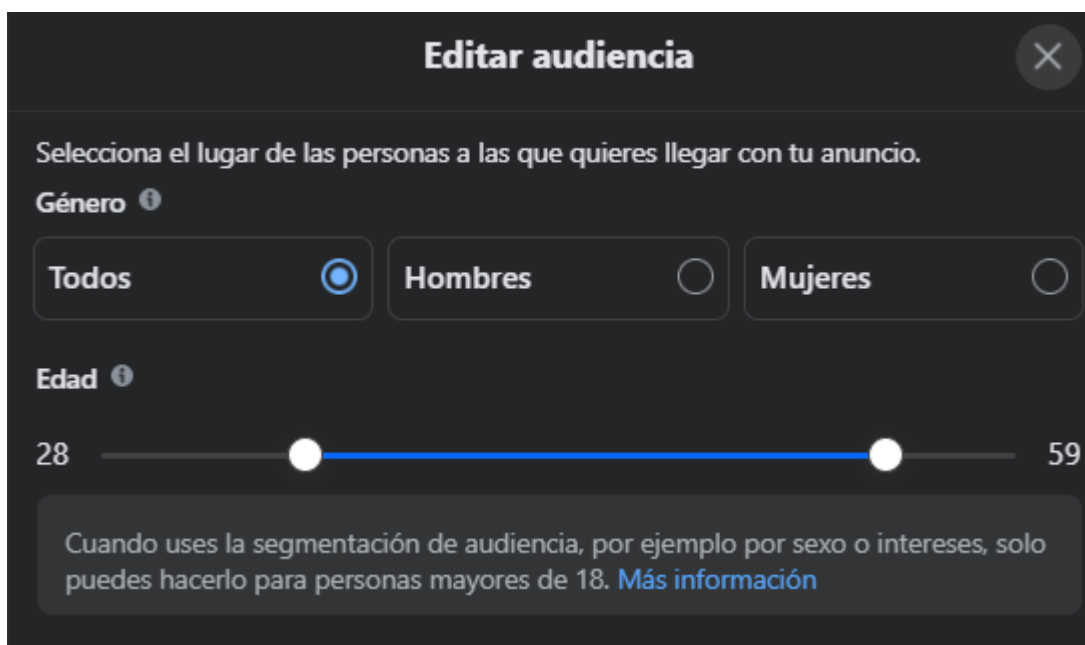 Editar audiencia
Selecciona el lugar de las personas a las que quieres llegar con tu anuncio.
Género
Todos
Hombres
Mujeres
Edad
28
59
Cuando uses la segmentación de audiencia, por ejemplo por sexo o intereses, solo
puedes hacerlo para personas mayores de 18. Más información